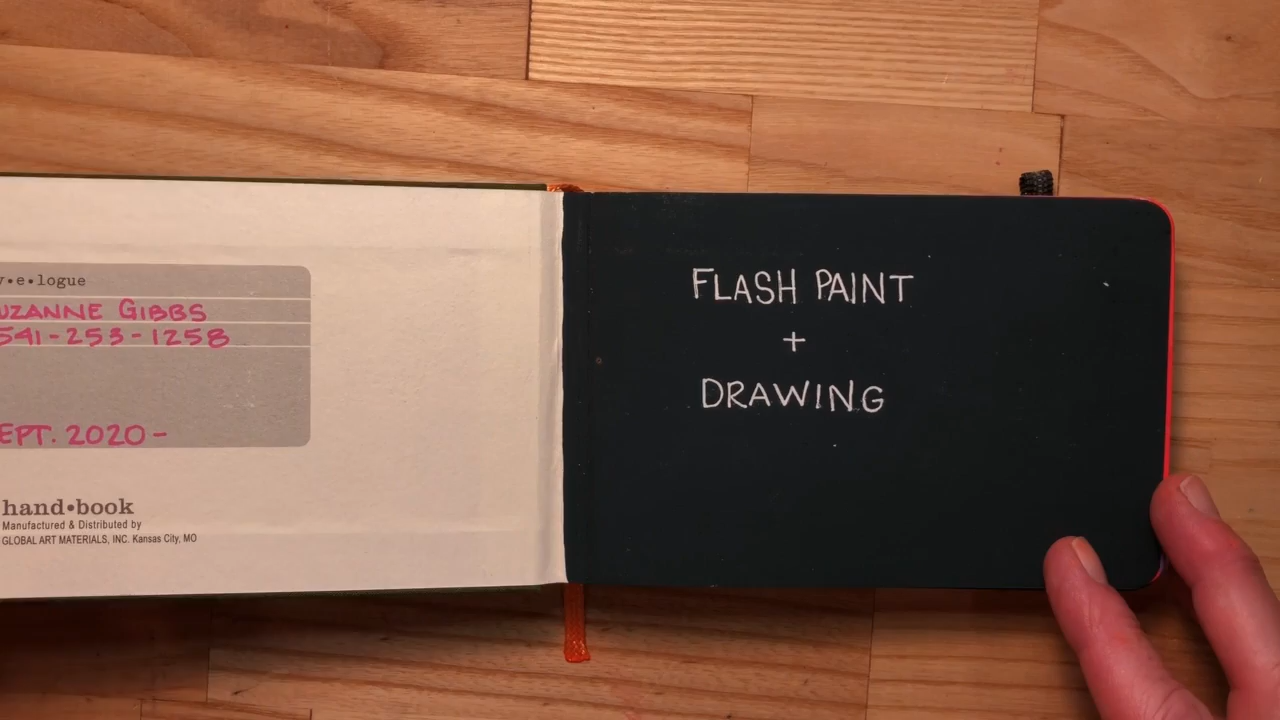 v•e•logue
UZANNE GIBBS
541-253-1258
EPT. 2020-
hand•book
Manufactured & Distributed by
GLOBAL ART MATERIALS, INC. Kansas City, MO
FLASH PAINT
+
DRAWING